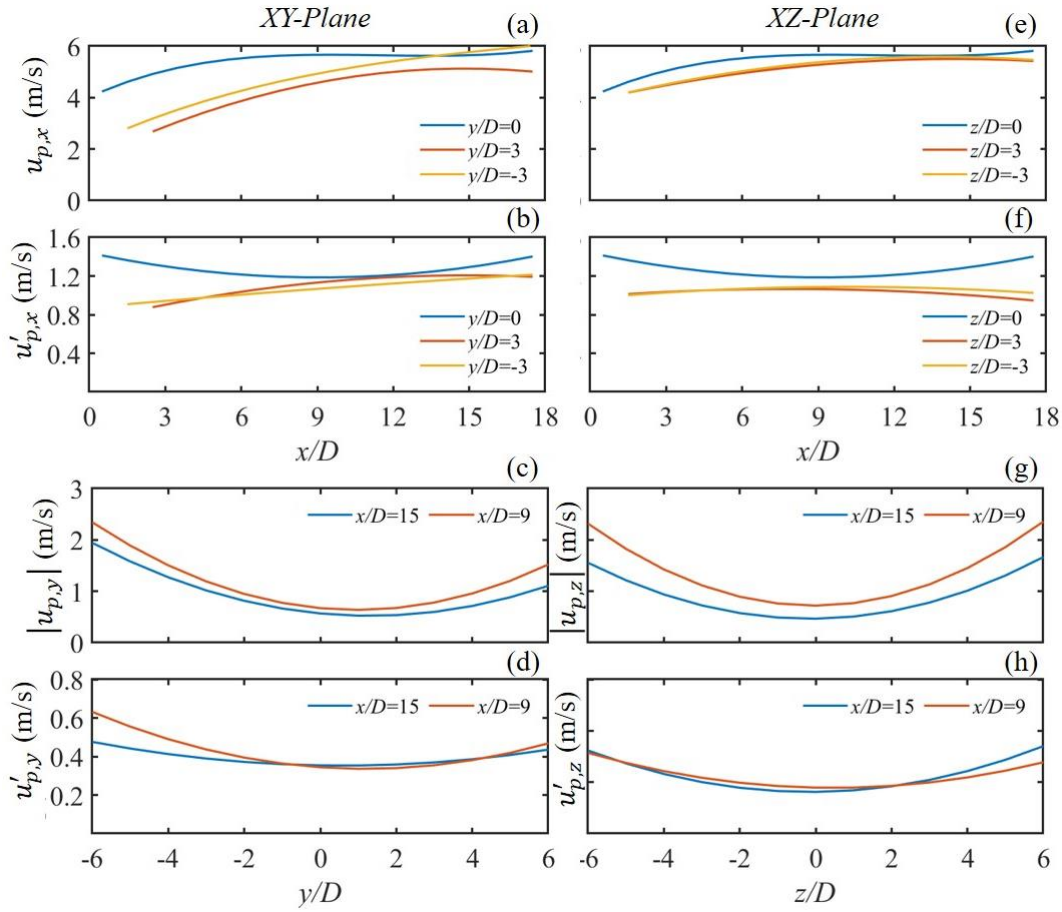 XY-Plane
(a)
6
4
2
0
u_{p,x} (m/s)
y/D=0
y/D=3
y/D=-3
(b)
1.6
1.2
0.8
0.4
u′_{p,x} (m/s)
y/D=0
y/D=3
y/D=-3
0 3 6 9 12 15 18
x/D
XZ-Plane
(e)
z/D=0
z/D=3
z/D=-3
(f)
z/D=0
z/D=3
z/D=-3
0 3 6 9 12 15 18
x/D
(c)
3
2
1
0
|u_{p,y}| (m/s)
x/D=15 x/D=9
(d)
0.8
0.6
0.4
0.2
u′_{p,y} (m/s)
x/D=15 x/D=9
-6 -4 -2 0 2 4 6
y/D
(g)
|u_{p,z}| (m/s)
x/D=15 x/D=9
(h)
u′_{p,z} (m/s)
x/D=15 x/D=9
-6 -4 -2 0 2 4 6
z/D